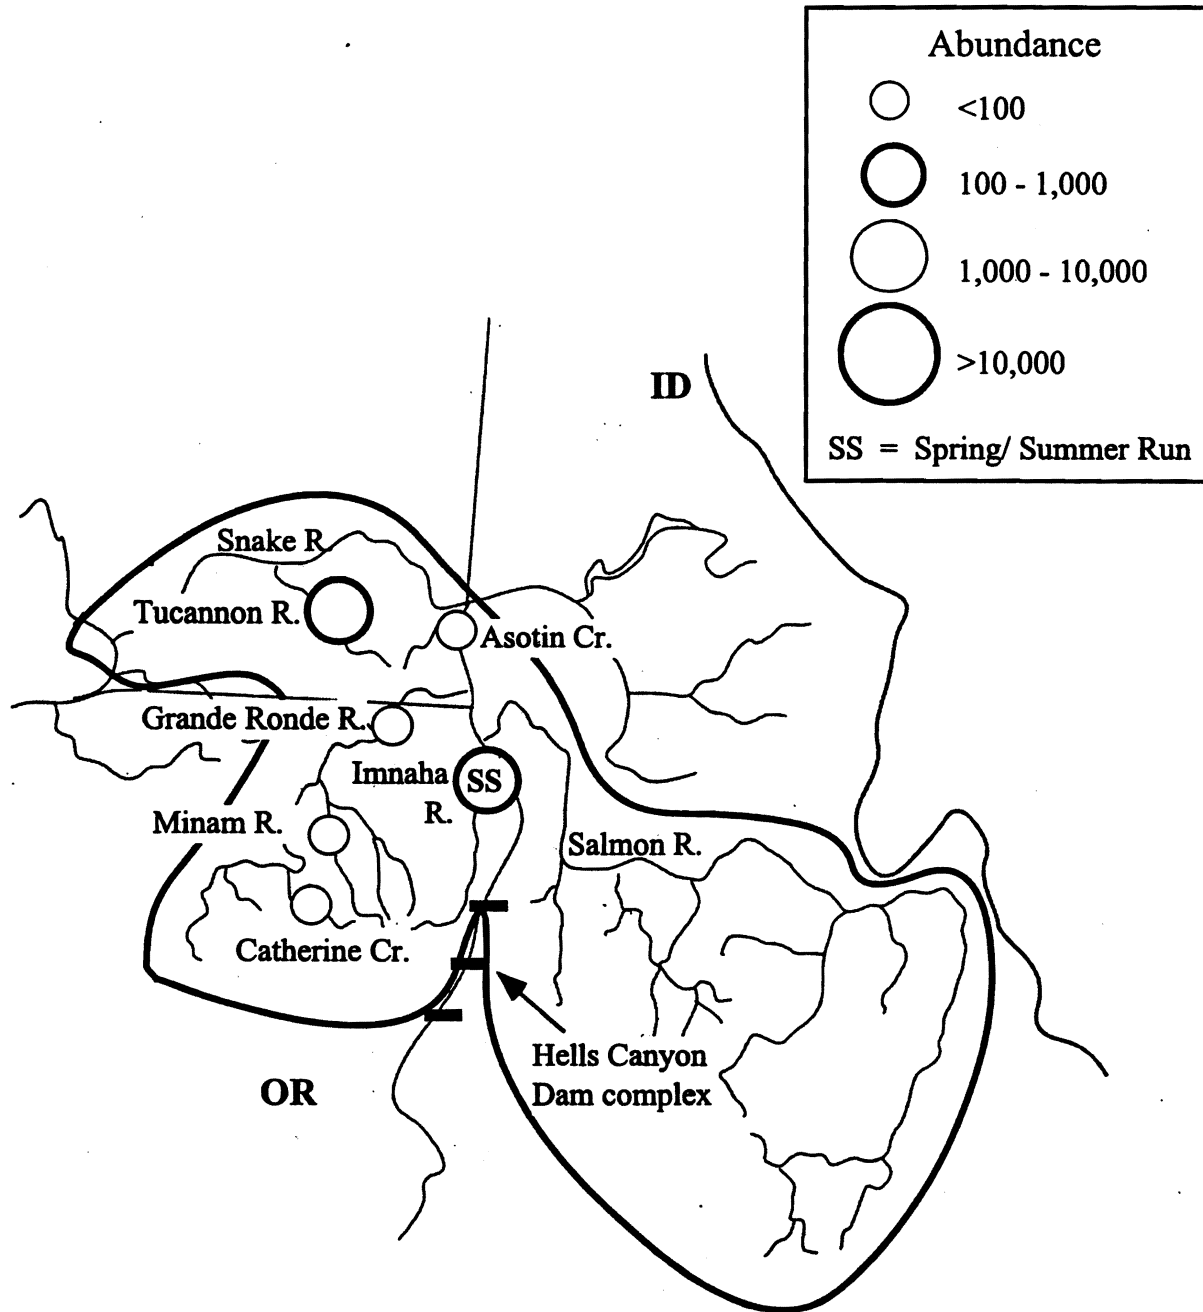 Abundance
<100
100 - 1,000
1,000 - 10,000
>10,000
SS = Spring/ Summer Run
ID
Snake R.
Tucannon R.
Asotin Cr.
Grande Ronde R.
Imnaha
R.
SS
Minam R.
Salmon R.
Catherine Cr.
Hells Canyon
Dam complex
OR